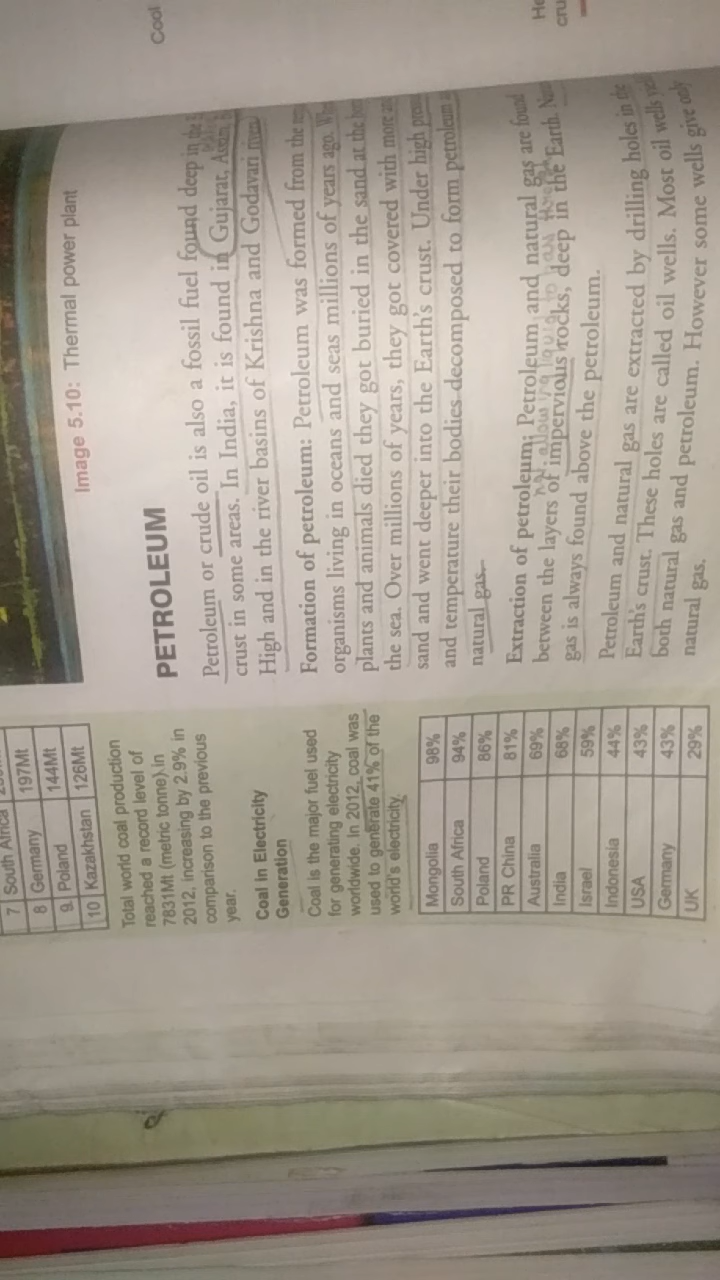 7 South Africa
8 Germany 197Mt
9 Poland 144Mt
10 Kazakhstan 126Mt
Total world coal production
reached a record level of
7831Mt (metric tonne) in
2012, increasing by 2.9% in
comparison to the previous
year.
Coal in Electricity
Generation
Coal is the major fuel used
for generating electricity
worldwide. In 2012, coal was
used to generate 41% of the
world's electricity.
Mongolia 98%
South Africa 94%
Poland 86%
PR China 81%
Australia 69%
India 68%
Israel 59%
Indonesia 44%
USA 43%
Germany 43%
UK 29%
Image 5.10: Thermal power plant
PETROLEUM
Petroleum or crude oil is also a fossil fuel found deep in the
crust in some areas. In India, it is found in Gujarat, Assam,
High and in the river basins of Krishna and Godavari
Formation of petroleum: Petroleum was formed from the
organisms living in oceans and seas millions of years ago.
plants and animals died they got buried in the sand at the
the sea. Over millions of years, they got covered with more
sand and went deeper into the Earth's crust. Under high
and temperature their bodies decomposed to form petroleum
natural gas.
Extraction of petroleum: Petroleum and natural gas are found
between the layers of impervious rocks, deep in the Earth.
gas is always found above the petroleum.
Petroleum and natural gas are extracted by drilling holes in the
Earth's crust. These holes are called oil wells. Most oil wells
both natural gas and petroleum. However some wells give only
natural gas.
Cool
He
cru